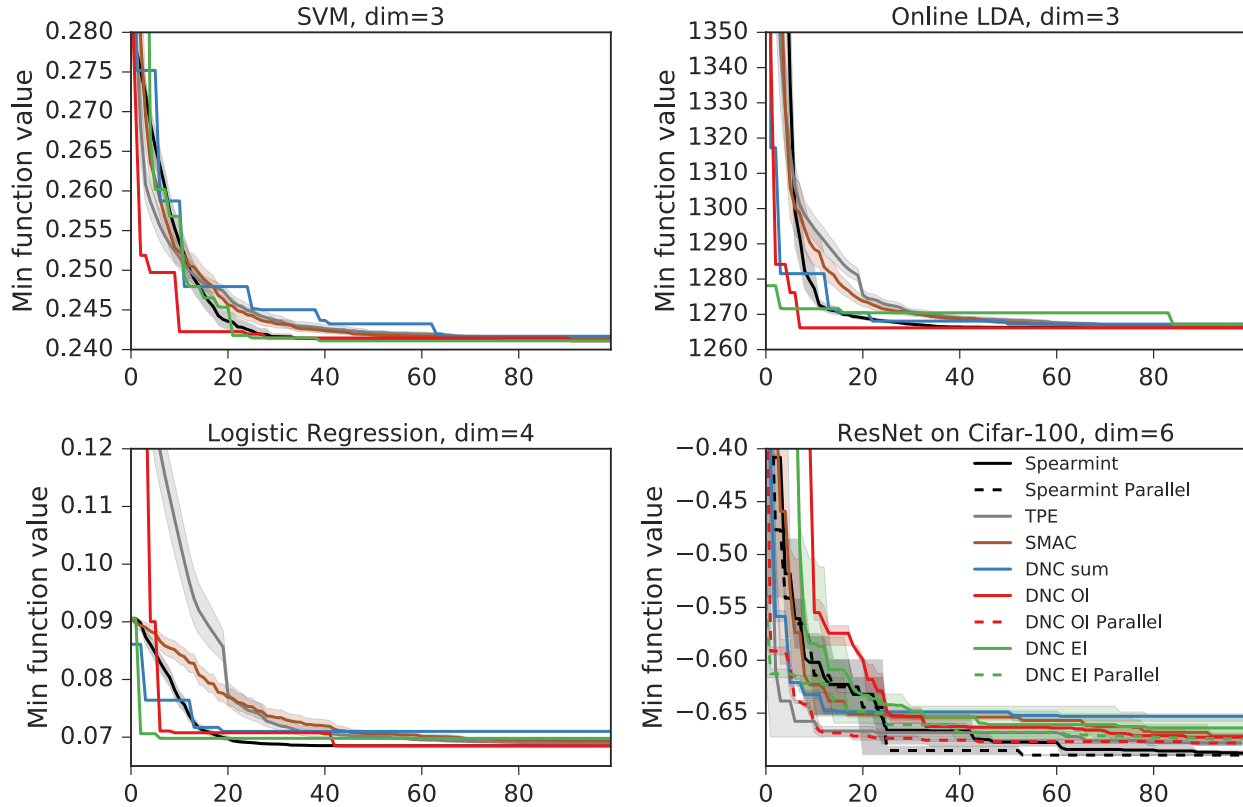 SVM, dim=3
Min function value
0.280
0.275
0.270
0.265
0.260
0.255
0.250
0.245
0.240
0 20 40 60 80
Online LDA, dim=3
Min function value
1350
1340
1330
1320
1310
1300
1290
1280
1270
1260
0 20 40 60 80
Logistic Regression, dim=4
Min function value
0.12
0.11
0.10
0.09
0.08
0.07
0 20 40 60 80
ResNet on Cifar-100, dim=6
Min function value
−0.40
−0.45
−0.50
−0.55
−0.60
−0.65
0 20 40 60 80
Spearmint
Spearmint Parallel
TPE
SMAC
DNC sum
DNC OI
DNC OI Parallel
DNC EI
DNC EI Parallel